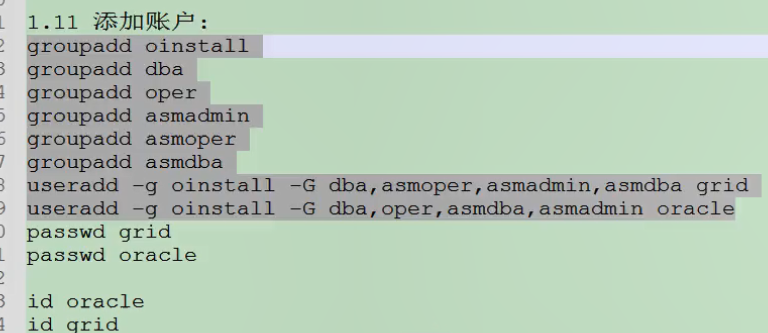 1.11 添加账户:
groupadd oinstall
groupadd dba
groupadd oper
groupadd asmadmin
groupadd asmoper
groupadd asmdba
useradd -g oinstall -G dba,asmoper,asmadmin,asmdba grid
useradd -g oinstall -G dba,oper,asmdba,asmadmin oracle
passwd grid
passwd oracle
id oracle
id grid